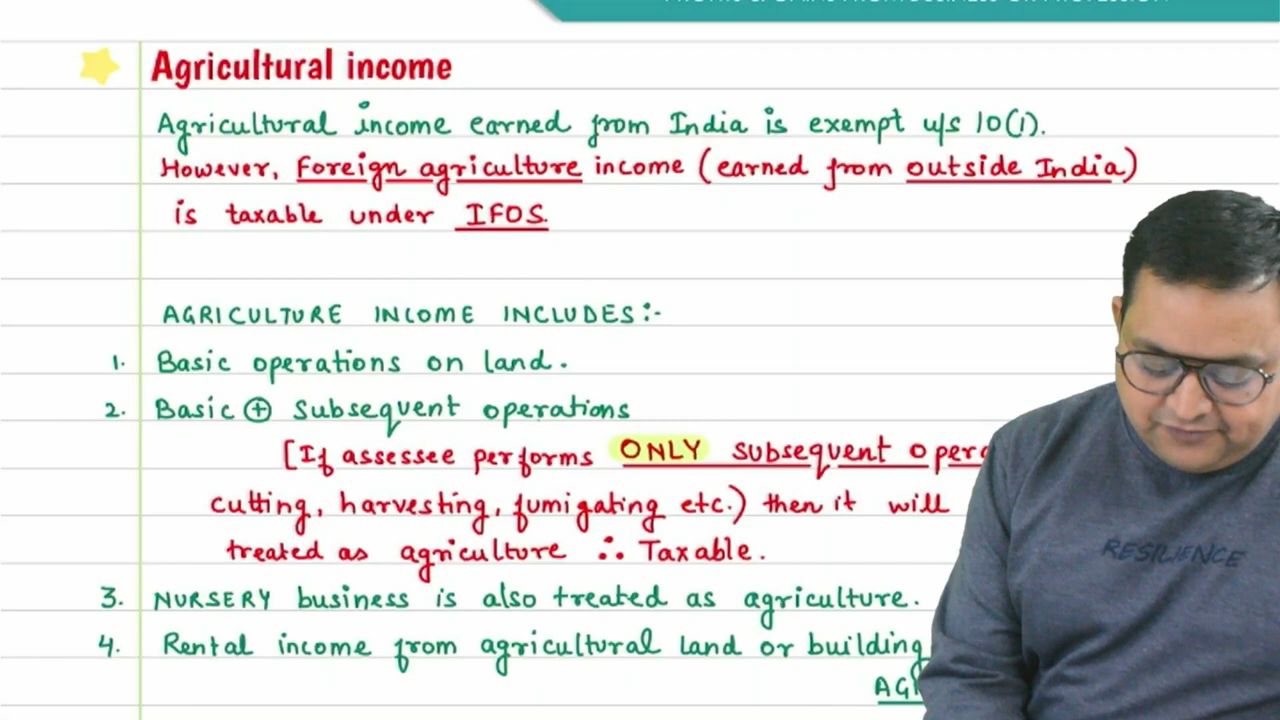 Agricultural income
Agricultural income earned from India is exempt u/s 10(1).
However, Foreign agriculture income (earned from outside India)
is taxable under IFOS.
AGRICULTURE INCOME INCLUDES:-
1. Basic operations on land.
2. Basic ⊕ Subsequent operations
[If assessee performs ONLY subsequent
cutting, harvesting, fumigating etc.) then it will
treated as agriculture ∴ Taxable.
3. NURSERY business is also treated as agriculture.
4. Rental income from agricultural land or building
RESILIENCE